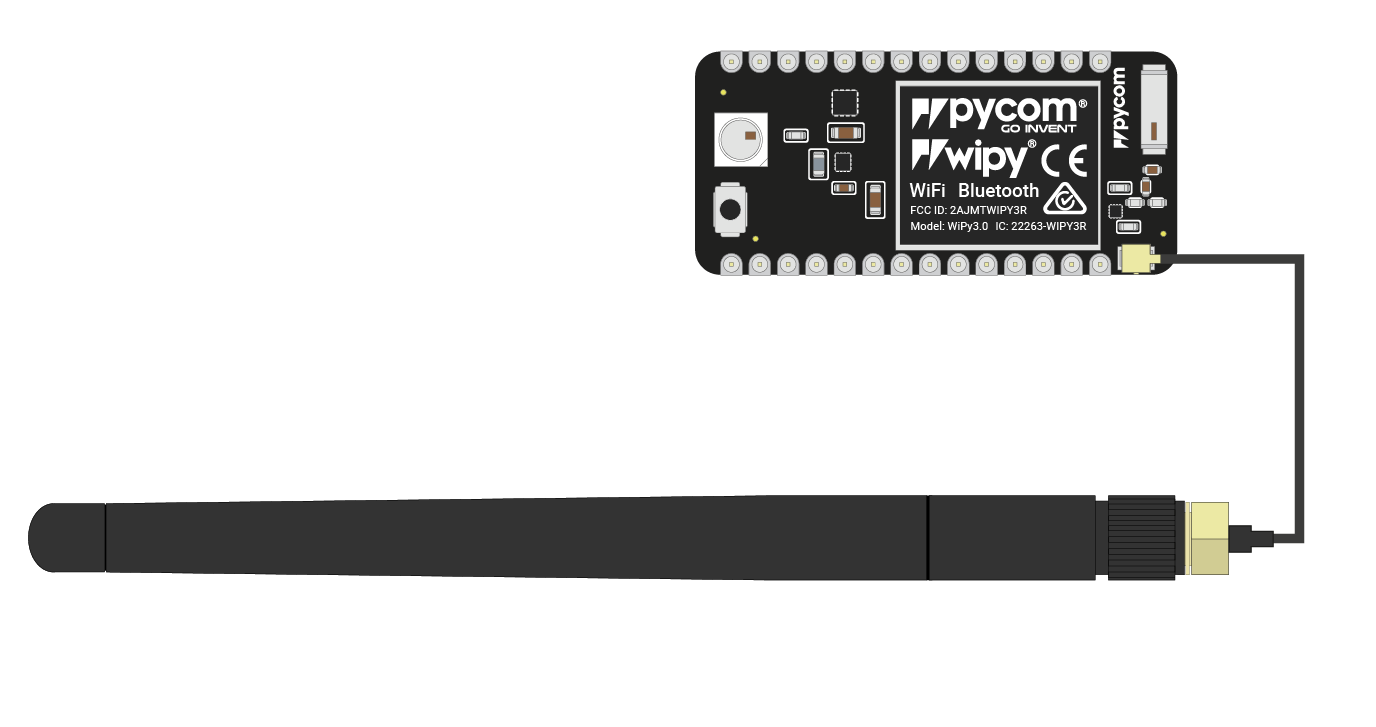 pycom®
GO INVENT
wipy®
CE
WiFi Bluetooth
FCC ID: 2AJMTWIPY3R
Model: WiPy3.0 IC: 22263-WIPY3R
pycom